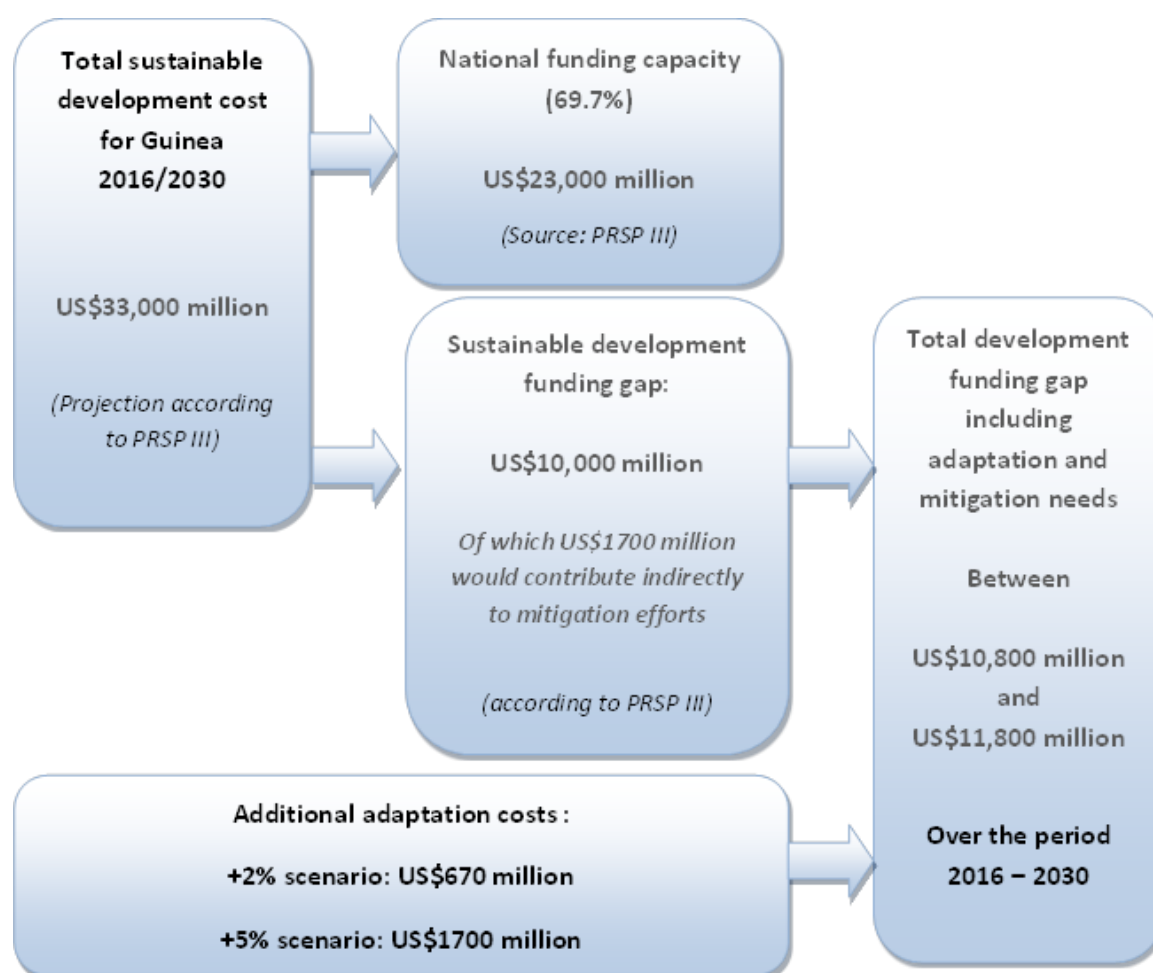 Total sustainable
development cost
for Guinea
2016/2030
US$33,000 million
(Projection according
to PRSP III)
National funding capacity
(69.7%)
US$23,000 million
(Source: PRSP III)
Sustainable development
funding gap:
US$10,000 million
Of which US$1700 million
would contribute indirectly
to mitigation efforts
(according to PRSP III)
Total development
funding gap
including
adaptation and
mitigation needs
Between
US$10,800 million
and
US$11,800 million
Over the period
2016 – 2030
Additional adaptation costs :
+2% scenario: US$670 million
+5% scenario: US$1700 million